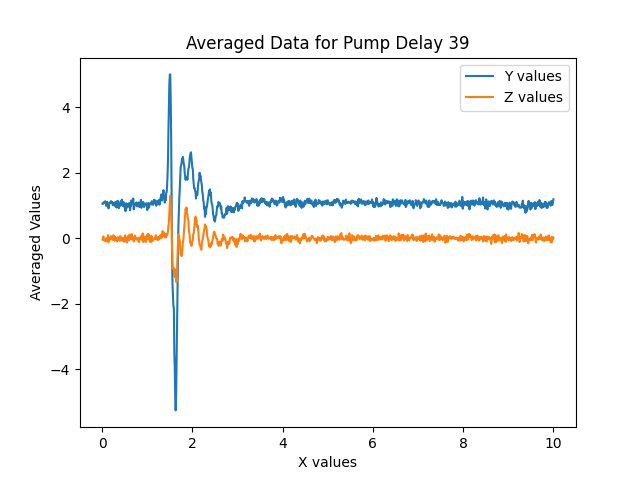 Averaged Data for Pump Delay 39
Y values
Z values
Averaged Values
4
2
0
−2
−4
0
2
4
6
8
10
X values